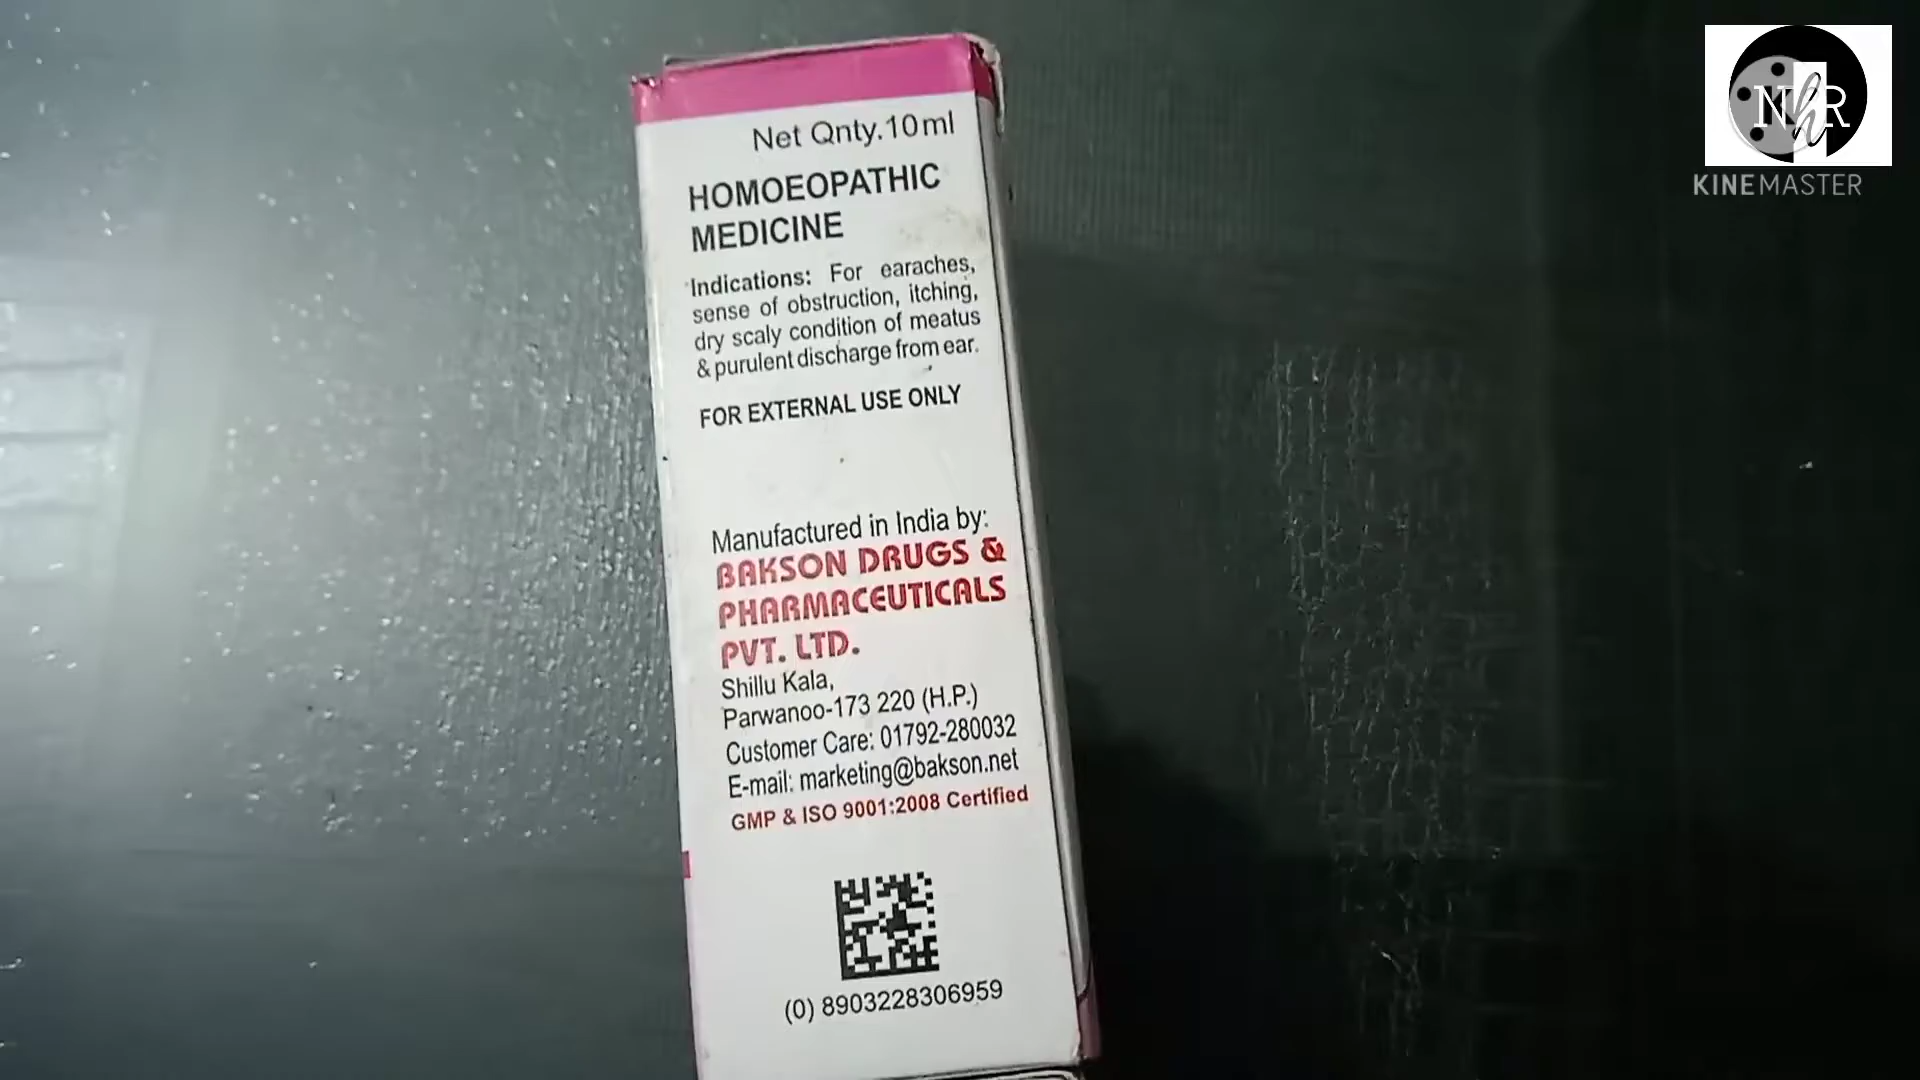 Net Qnty.10ml
HOMOEOPATHIC
MEDICINE
Indications: For earaches,
sense of obstruction, itching,
dry scaly condition of meatus
& purulent discharge from ear.
FOR EXTERNAL USE ONLY
Manufactured in India by:
BAKSON DRUGS &
PHARMACEUTICALS
PVT. LTD.
Shillu Kala,
Parwanoo-173 220 (H.P.)
Customer Care: 01792-280032
E-mail: marketing@bakson.net
GMP & ISO 9001:2008 Certified
(0) 8903228306959
NhR
KINEMASTER